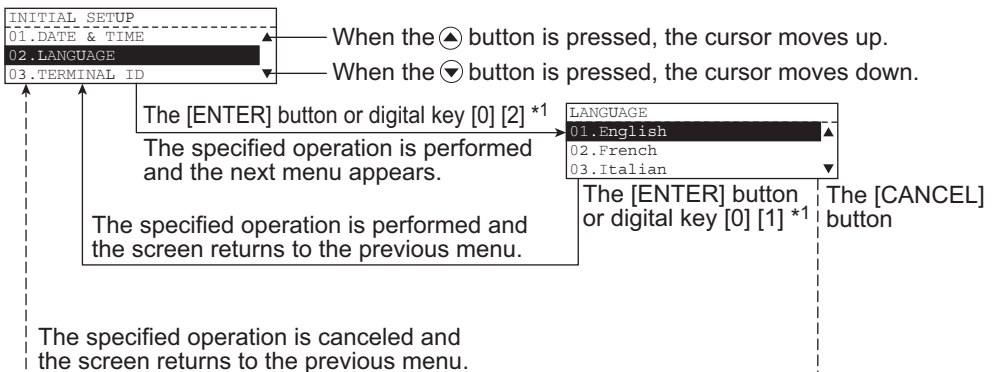 INITIAL SETUP
01.DATE & TIME
02.LANGUAGE
03.TERMINAL ID
When the ▲ button is pressed, the cursor moves up.
When the ▼ button is pressed, the cursor moves down.
The [ENTER] button or digital key [0] [2] *1
The specified operation is performed
and the next menu appears.
LANGUAGE
01.English
02.French
03.Italian
The [ENTER] button
or digital key [0] [1] *1
The [CANCEL]
button
The specified operation is performed and
the screen returns to the previous menu.
The specified operation is canceled and
the screen returns to the previous menu.